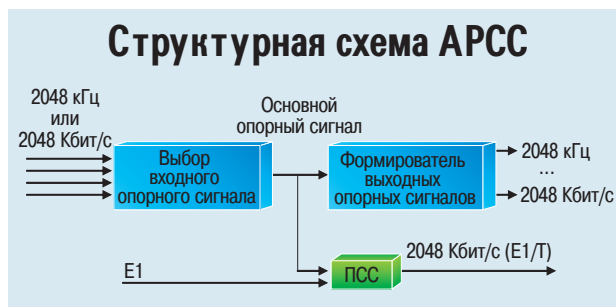 Структурная схема АРСС
2048 кГц
или
2048 Кбит/с
Основной
опорный сигнал
Выбор
входного
опорного сигнала
Формирователь
выходных
опорных сигналов
2048 кГц
...
2048 Кбит/с
E1
ПСС
2048 Кбит/с (E1/T)